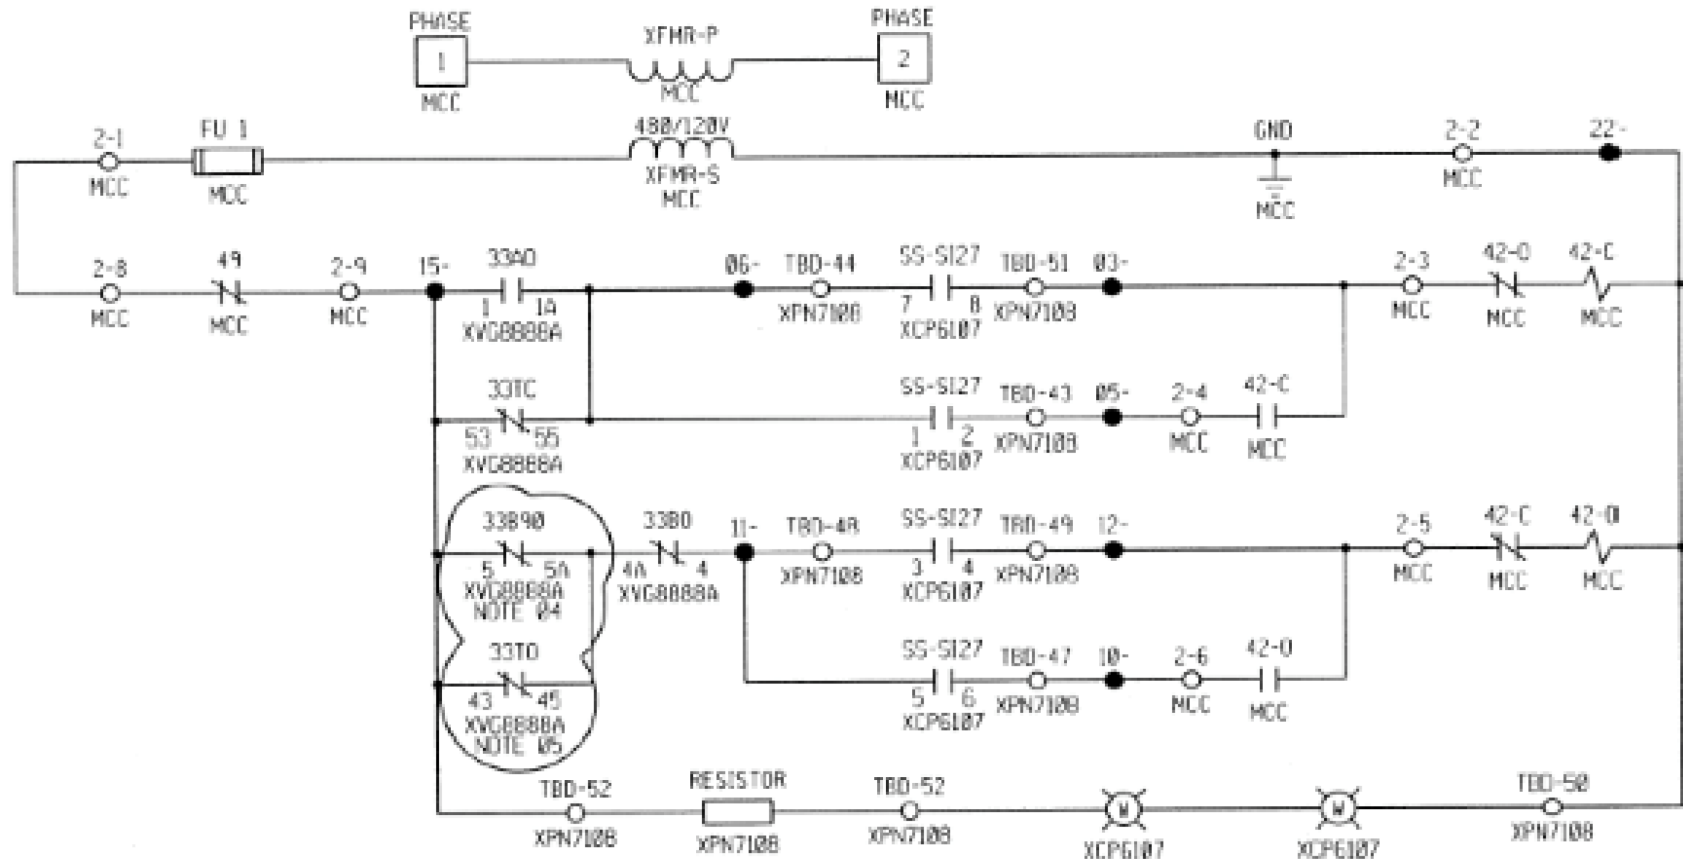 PHASE
1
MCC
XFMR-P
MCC
PHASE
2
MCC
2-1
MCC
FU 1
MCC
480/120V
XFMR-S
MCC
GND
MCC
2-2
MCC
22-
2-8
MCC
49
MCC
2-9
MCC
15-
33AO
1 1A
XVG8888A
06-
TBD-44
XPN7108
SS-SI27
7 8
XCP6107
TBD-51
XPN7108
03-
2-3
MCC
42-O
MCC
42-C
MCC
33TC
53 55
XVG8888A
SS-SI27
1 2
XCP6107
TBD-43
XPN7108
05-
2-4
MCC
42-C
MCC
33B90
5 5A
XVG8888A
NOTE 04
33BO
4A 4
XVG8888A
11-
TBD-48
XPN7108
SS-SI27
3 4
XCP6107
TBD-49
XPN7108
12-
2-5
MCC
42-C
MCC
42-O
MCC
33TO
43 45
XVG8888A
NOTE 05
SS-SI27
5 6
XCP6107
TBD-47
XPN7108
10-
2-6
MCC
42-O
MCC
TBD-52
XPN7108
RESISTOR
XPN7108
TBD-52
XPN7108
W
XCP6107
W
XCP6107
TBD-50
XPN7108